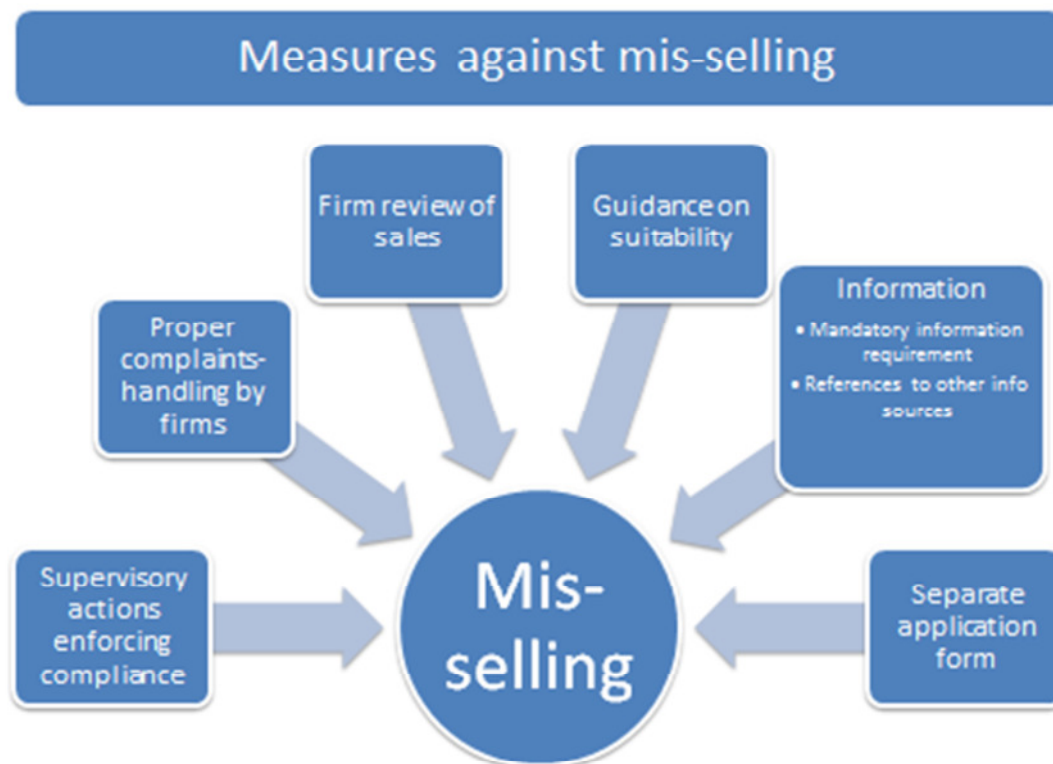 Measures against mis-selling
Firm review of
sales
Guidance on
suitability
Information
• Mandatory information
requirement
• References to other info
sources
Proper
complaints-
handling by
firms
Supervisory
actions
enforcing
compliance
Mis-
selling
Separate
application
form